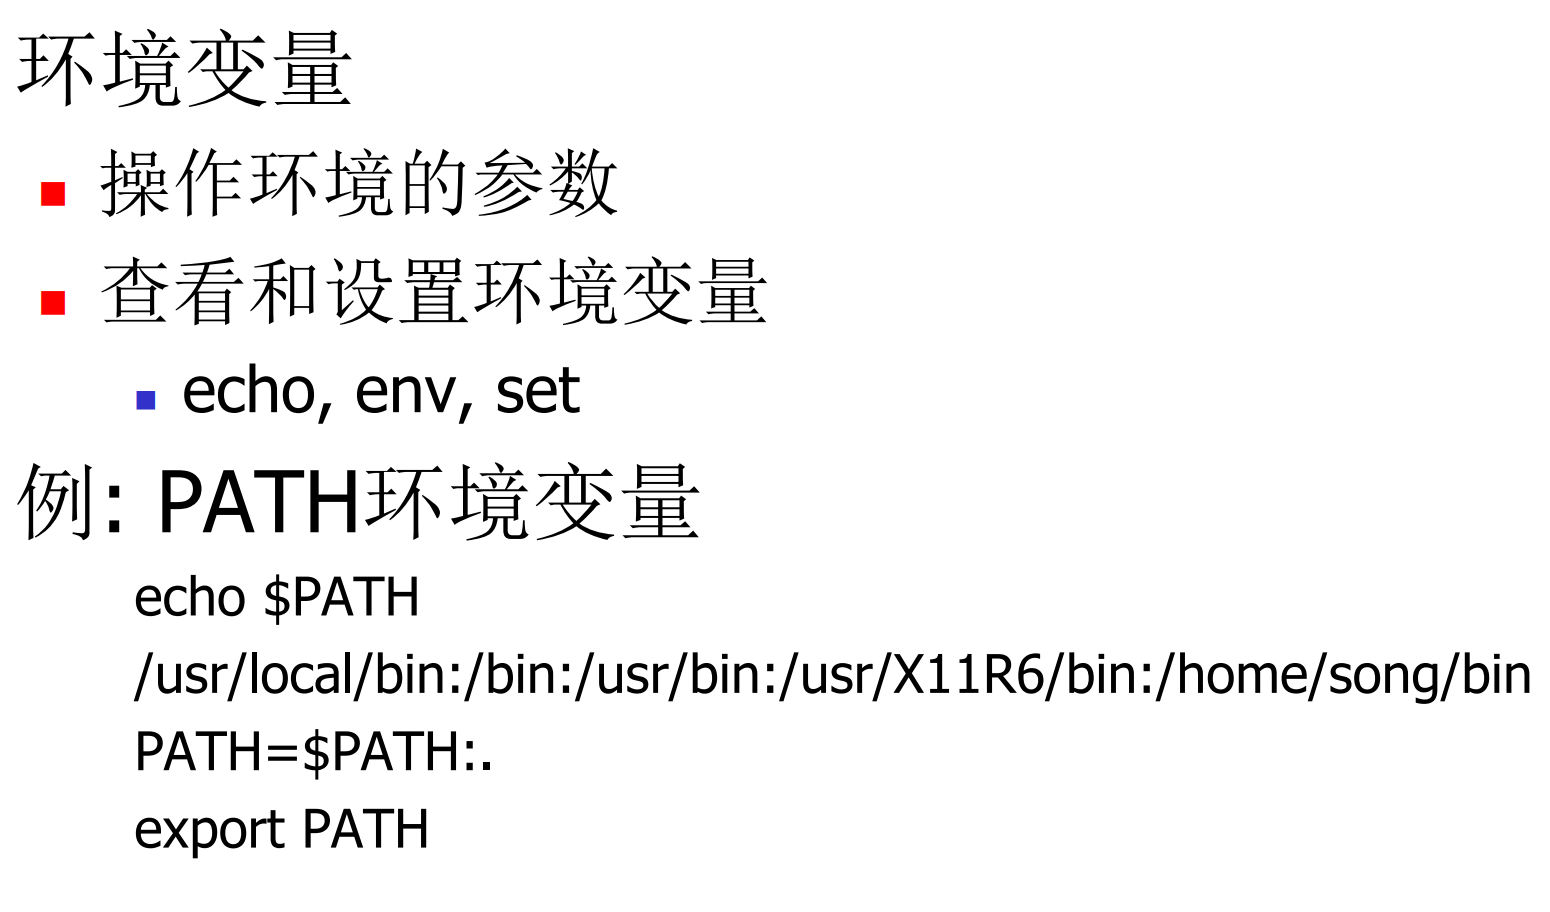 环境变量
操作环境的参数
查看和设置环境变量
echo, env, set
例: PATH环境变量
echo $PATH
/usr/local/bin:/bin:/usr/bin:/usr/X11R6/bin:/home/song/bin
PATH=$PATH:.
export PATH